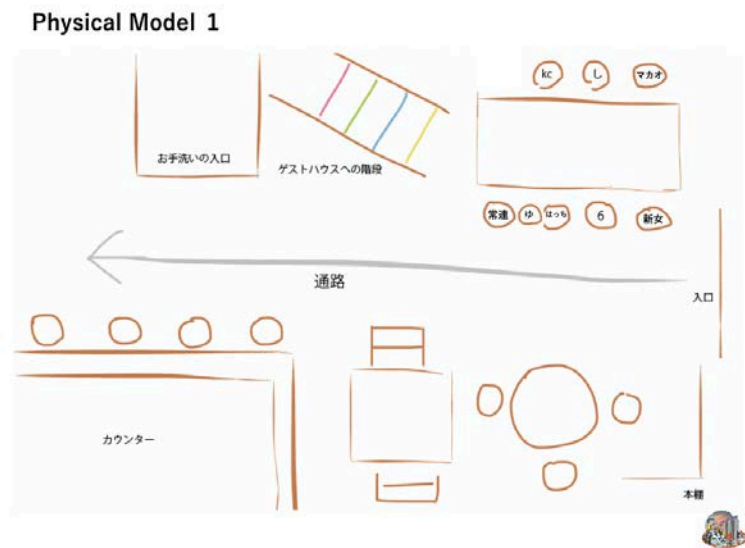 Physical Model 1
kc
し
マカオ
お手洗いの入口
ゲストハウスへの階段
常連
ゆ
はっち
6
新女
通路
入口
カウンター
本棚